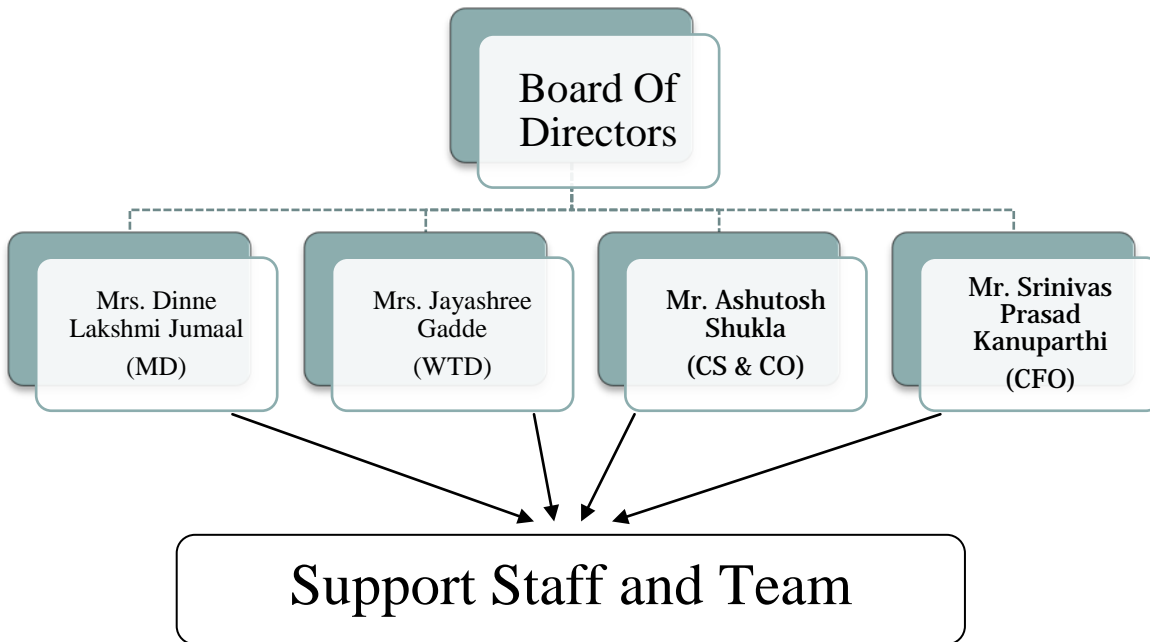 Board Of
Directors
Mrs. Dinne
Lakshmi Jumaal
(MD)
Mrs. Jayashree
Gadde
(WTD)
Mr. Ashutosh
Shukla
(CS & CO)
Mr. Srinivas
Prasad
Kanuparthi
(CFO)
Support Staff and Team